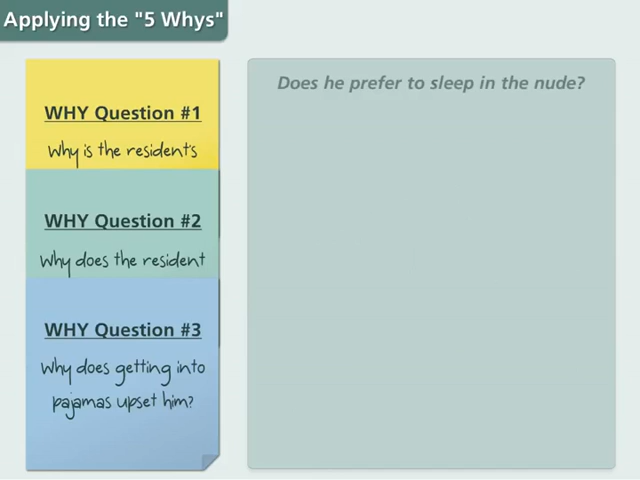 Applying the "5 Whys"
WHY Question #1
Why is the resident's
WHY Question #2
Why does the resident
WHY Question #3
Why does getting into
pajamas upset him?
Does he prefer to sleep in the nude?